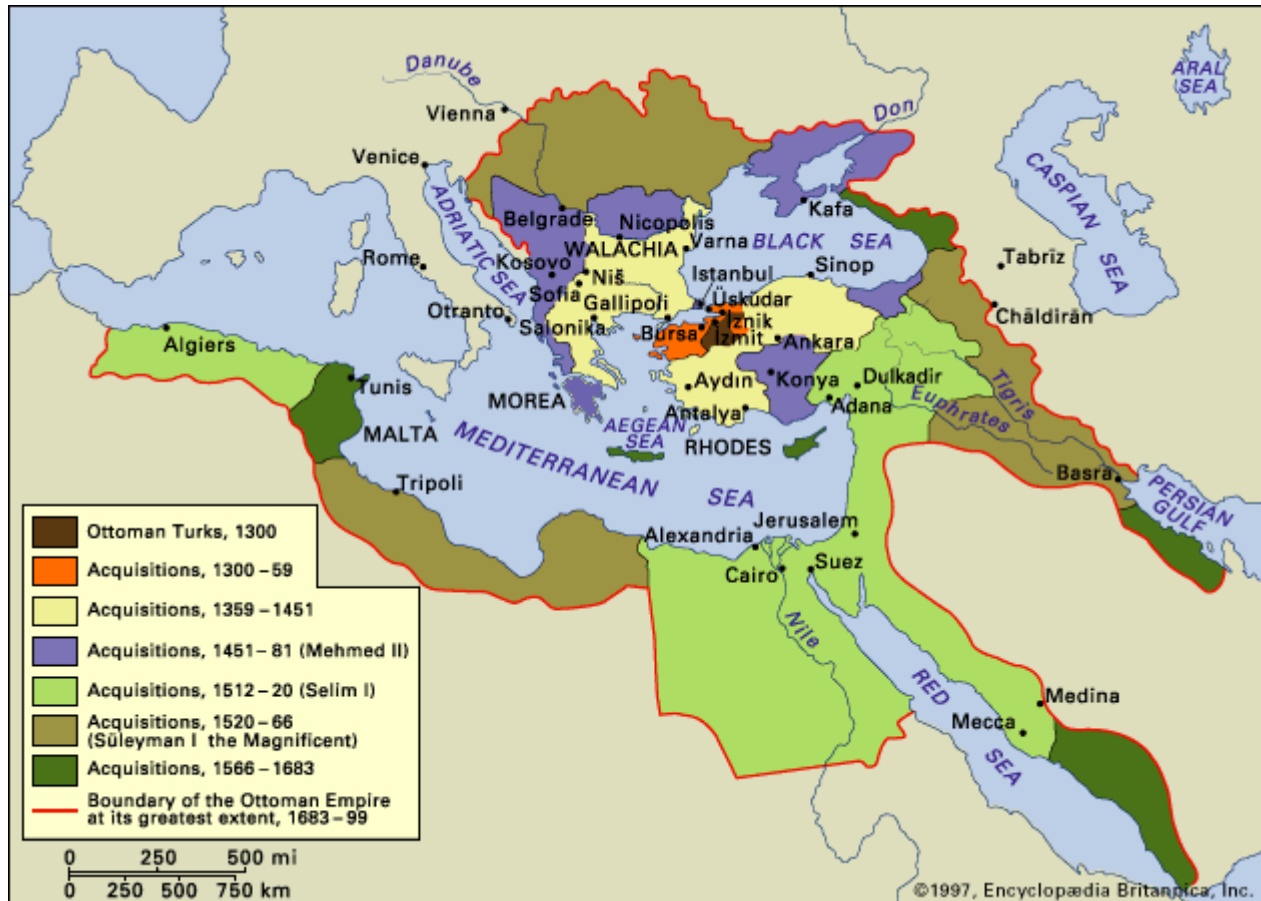 ARAL
SEA
Danube
Vienna
Don
Venice
CASPIAN
SEA
ADRIATIC SEA
Belgrade
Nicopolis
Kafa
WALACHIA
Varna
BLACK SEA
Rome
Kosovo
Niš
Istanbul
Sinop
Tabrīz
Sofia
Gallipoli
Üsküdar
Chāldirān
Otranto
Salonika
Bursa
İznik
İzmit
Ankara
Algiers
Tunis
Aydın
Konya
Dulkadir
Tigris
MOREA
Antalya
Adana
Euphrates
MALTA
AEGEAN
SEA
RHODES
MEDITERRANEAN SEA
Basra
PERSIAN
GULF
Tripoli
Jerusalem
Alexandria
Cairo
Suez
Nile
RED SEA
Medina
Mecca
Ottoman Turks, 1300
Acquisitions, 1300–59
Acquisitions, 1359–1451
Acquisitions, 1451–81 (Mehmed II)
Acquisitions, 1512–20 (Selim I)
Acquisitions, 1520–66
(Süleyman I the Magnificent)
Acquisitions, 1566–1683
Boundary of the Ottoman Empire
at its greatest extent, 1683–99
0 250 500 mi
0 250 500 750 km
©1997, Encyclopædia Britannica, Inc.